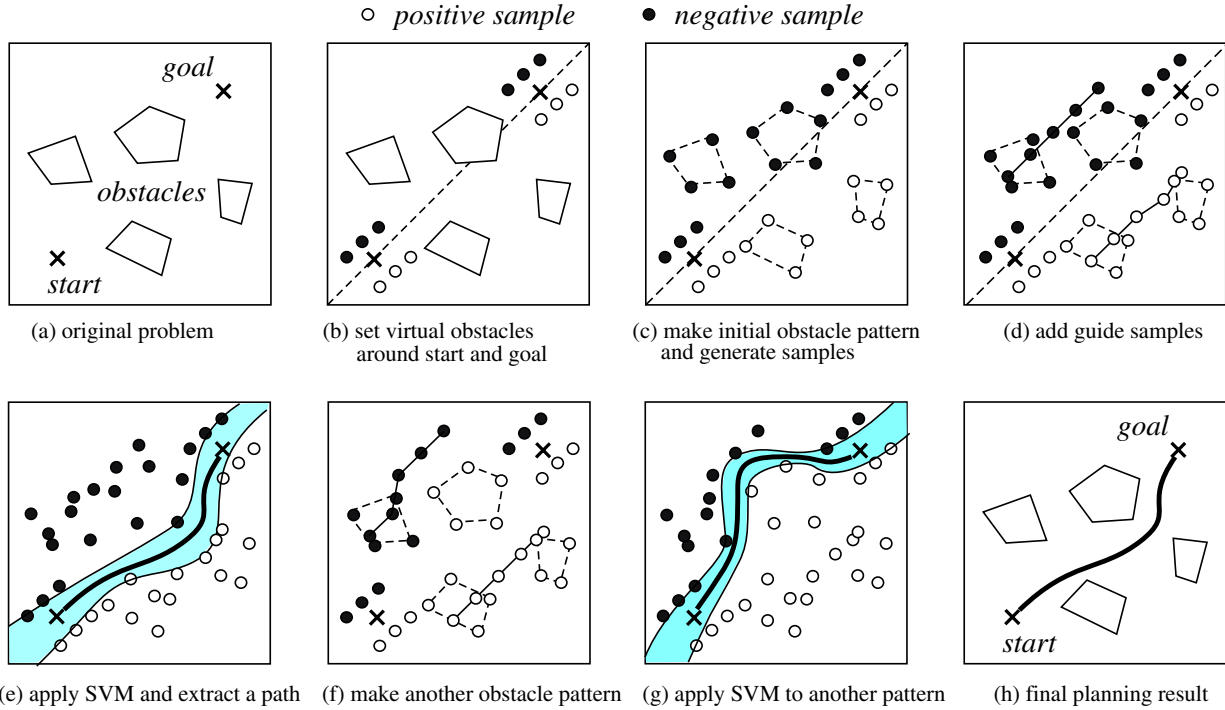 positive sample negative sample
goal
obstacles
start
(a) original problem
(b) set virtual obstacles
around start and goal
(c) make initial obstacle pattern
and generate samples
(d) add guide samples
goal
start
(e) apply SVM and extract a path
(f) make another obstacle pattern
(g) apply SVM to another pattern
(h) final planning result